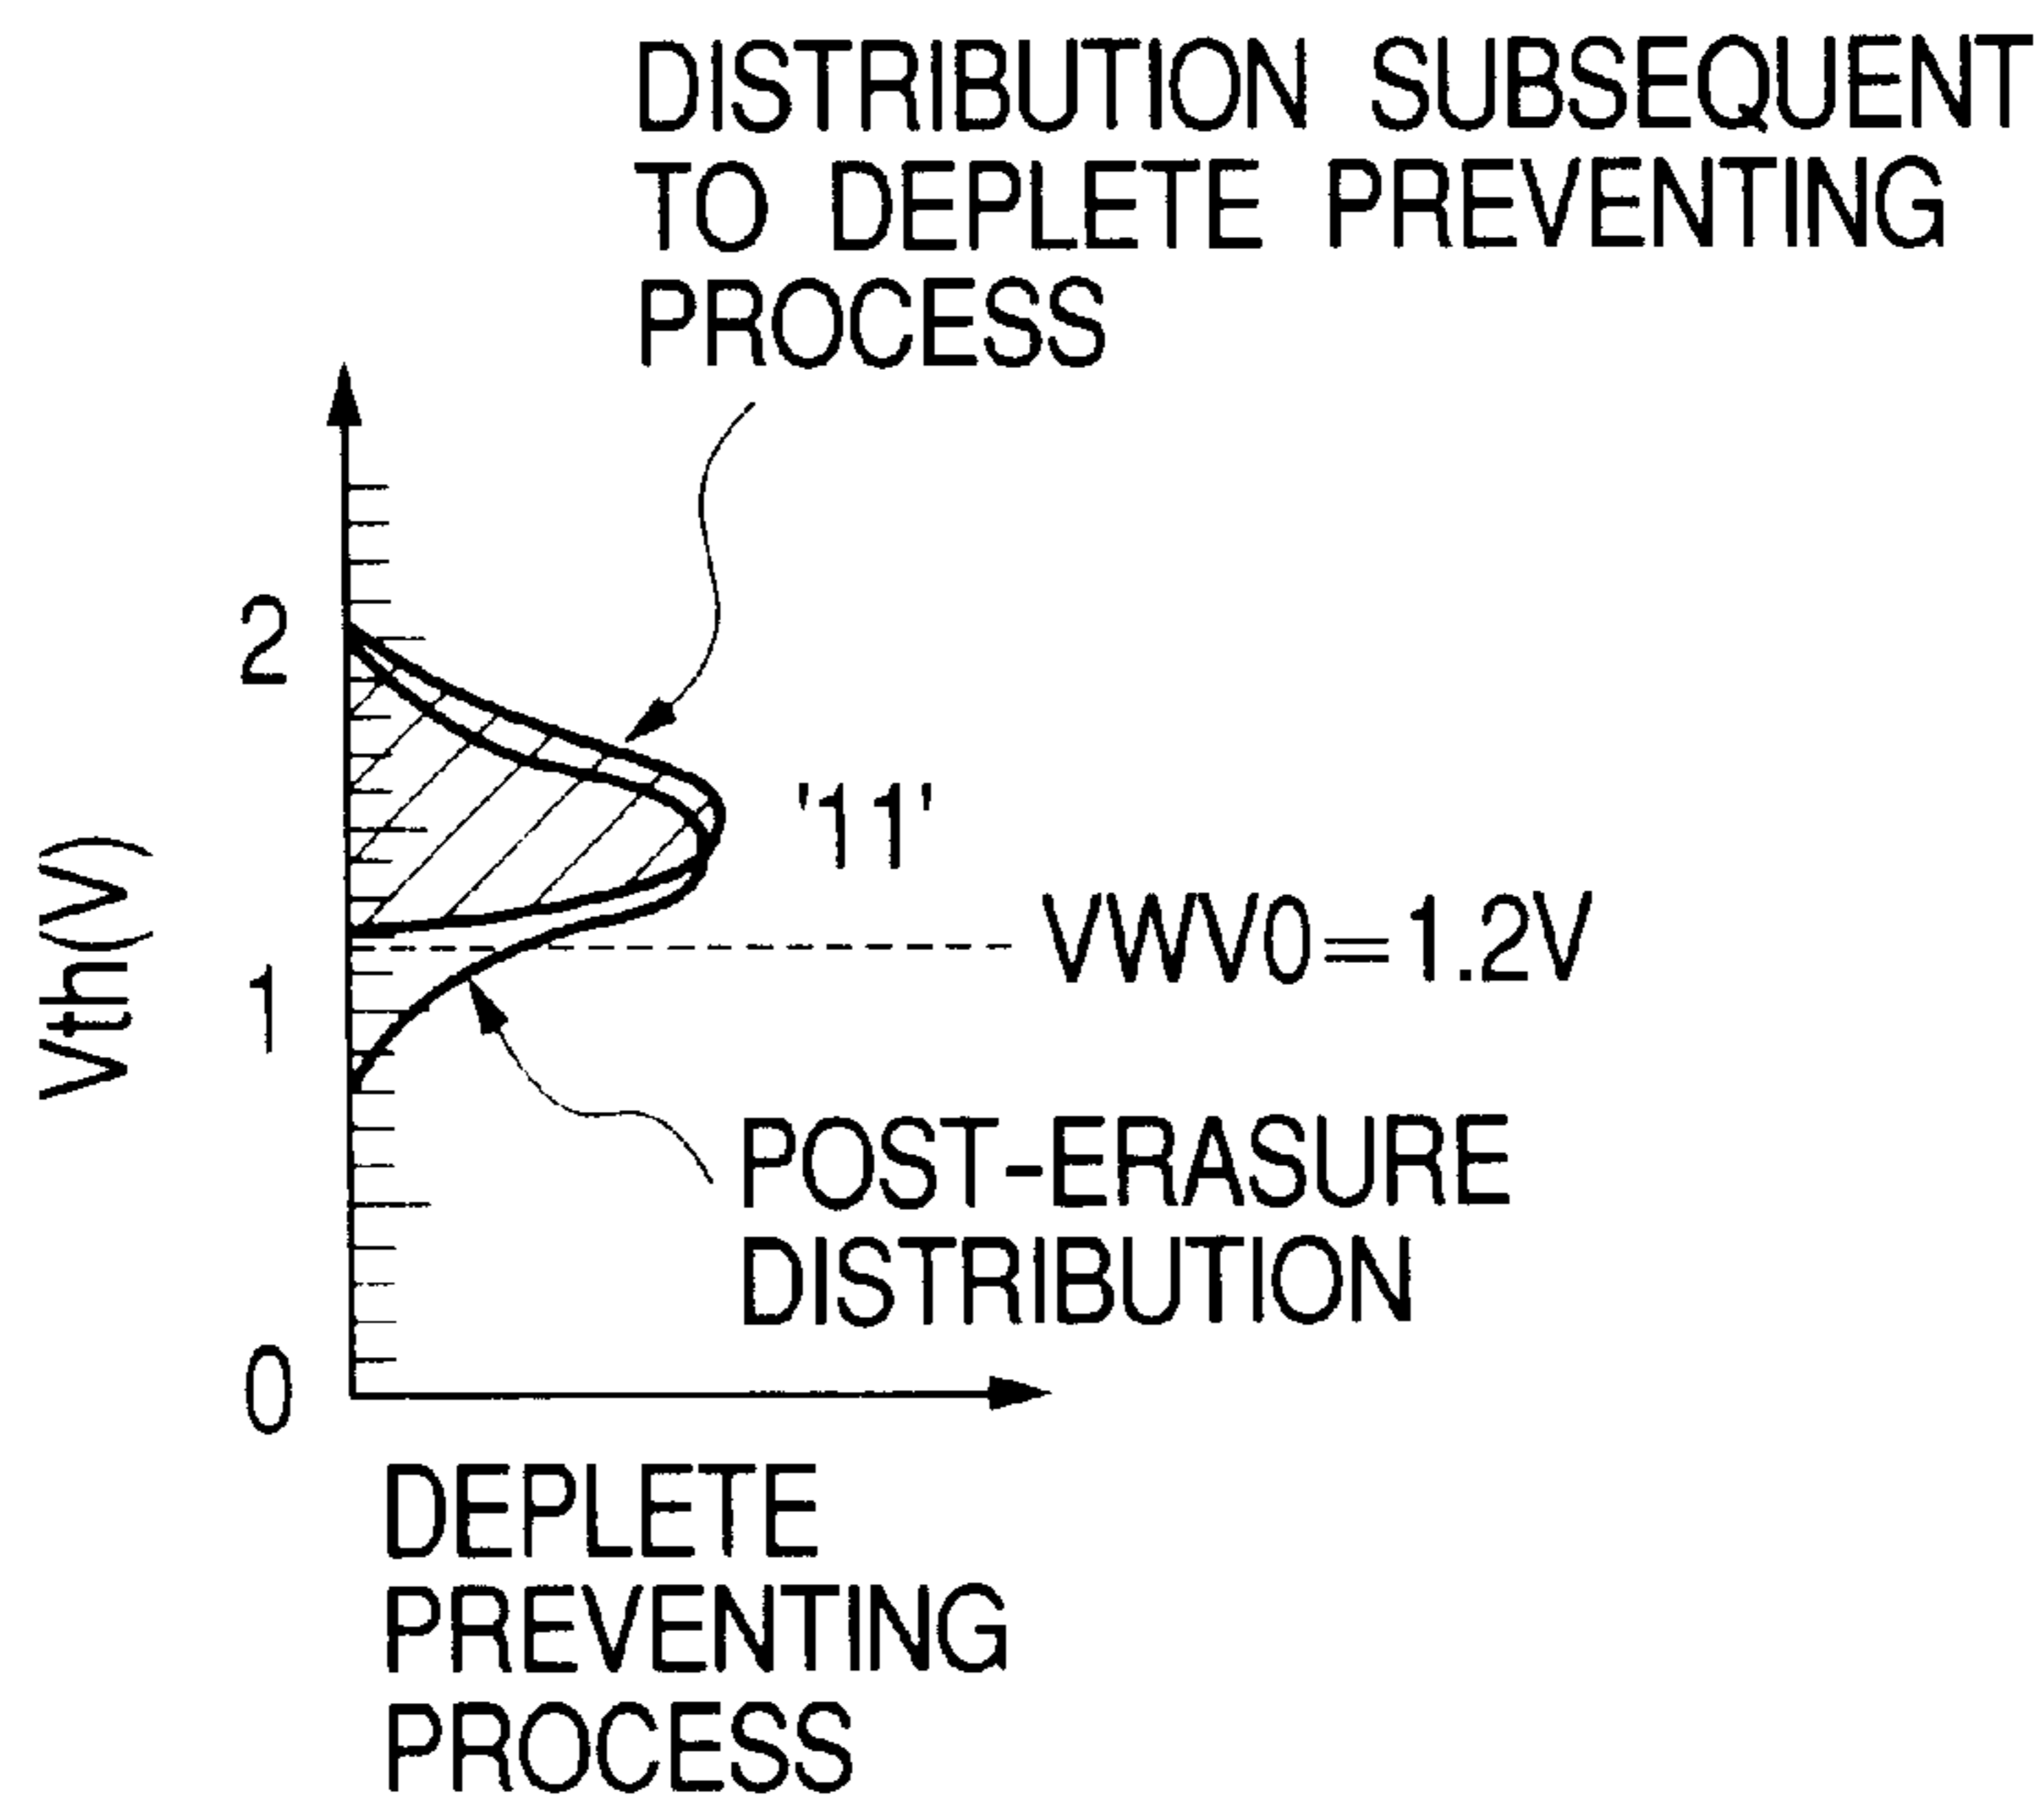 DISTRIBUTION SUBSEQUENT
TO DEPLETE PREVENTING
PROCESS
2
'11'
Vth(V)
VWV0=1.2V
1
POST-ERASURE
DISTRIBUTION
0
DEPLETE
PREVENTING
PROCESS